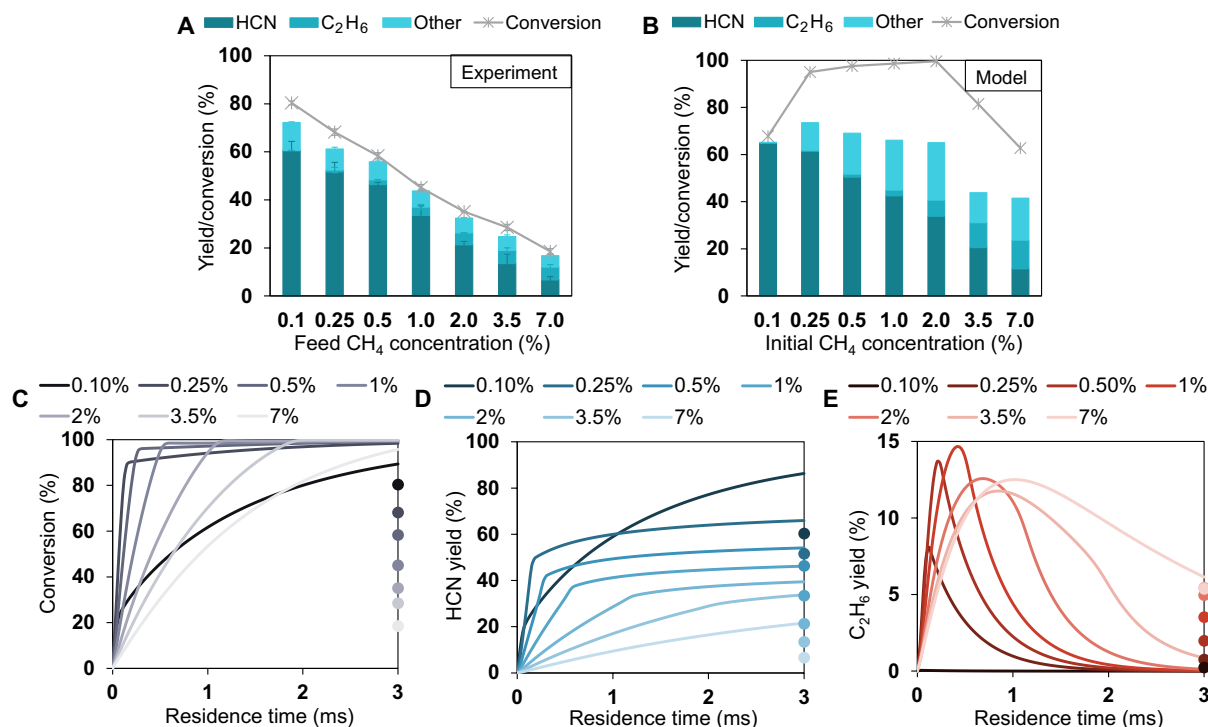 A
HCN C₂H₆ Other Conversion
Experiment
Yield/conversion (%)
100
80
60
40
20
0
0.1 0.25 0.5 1.0 2.0 3.5 7.0
Feed CH₄ concentration (%)
B
HCN C₂H₆ Other Conversion
Model
Yield/conversion (%)
100
80
60
40
20
0
0.1 0.25 0.5 1.0 2.0 3.5 7.0
Initial CH₄ concentration (%)
C
0.10% 0.25% 0.5% 1%
2% 3.5% 7%
Conversion (%)
100
80
60
40
20
0
0 1 2 3
Residence time (ms)
D
0.10% 0.25% 0.5% 1%
2% 3.5% 7%
HCN yield (%)
100
80
60
40
20
0
0 1 2 3
Residence time (ms)
E
0.10% 0.25% 0.50% 1%
2% 3.5% 7%
C₂H₆ yield (%)
15
10
5
0
0 1 2 3
Residence time (ms)